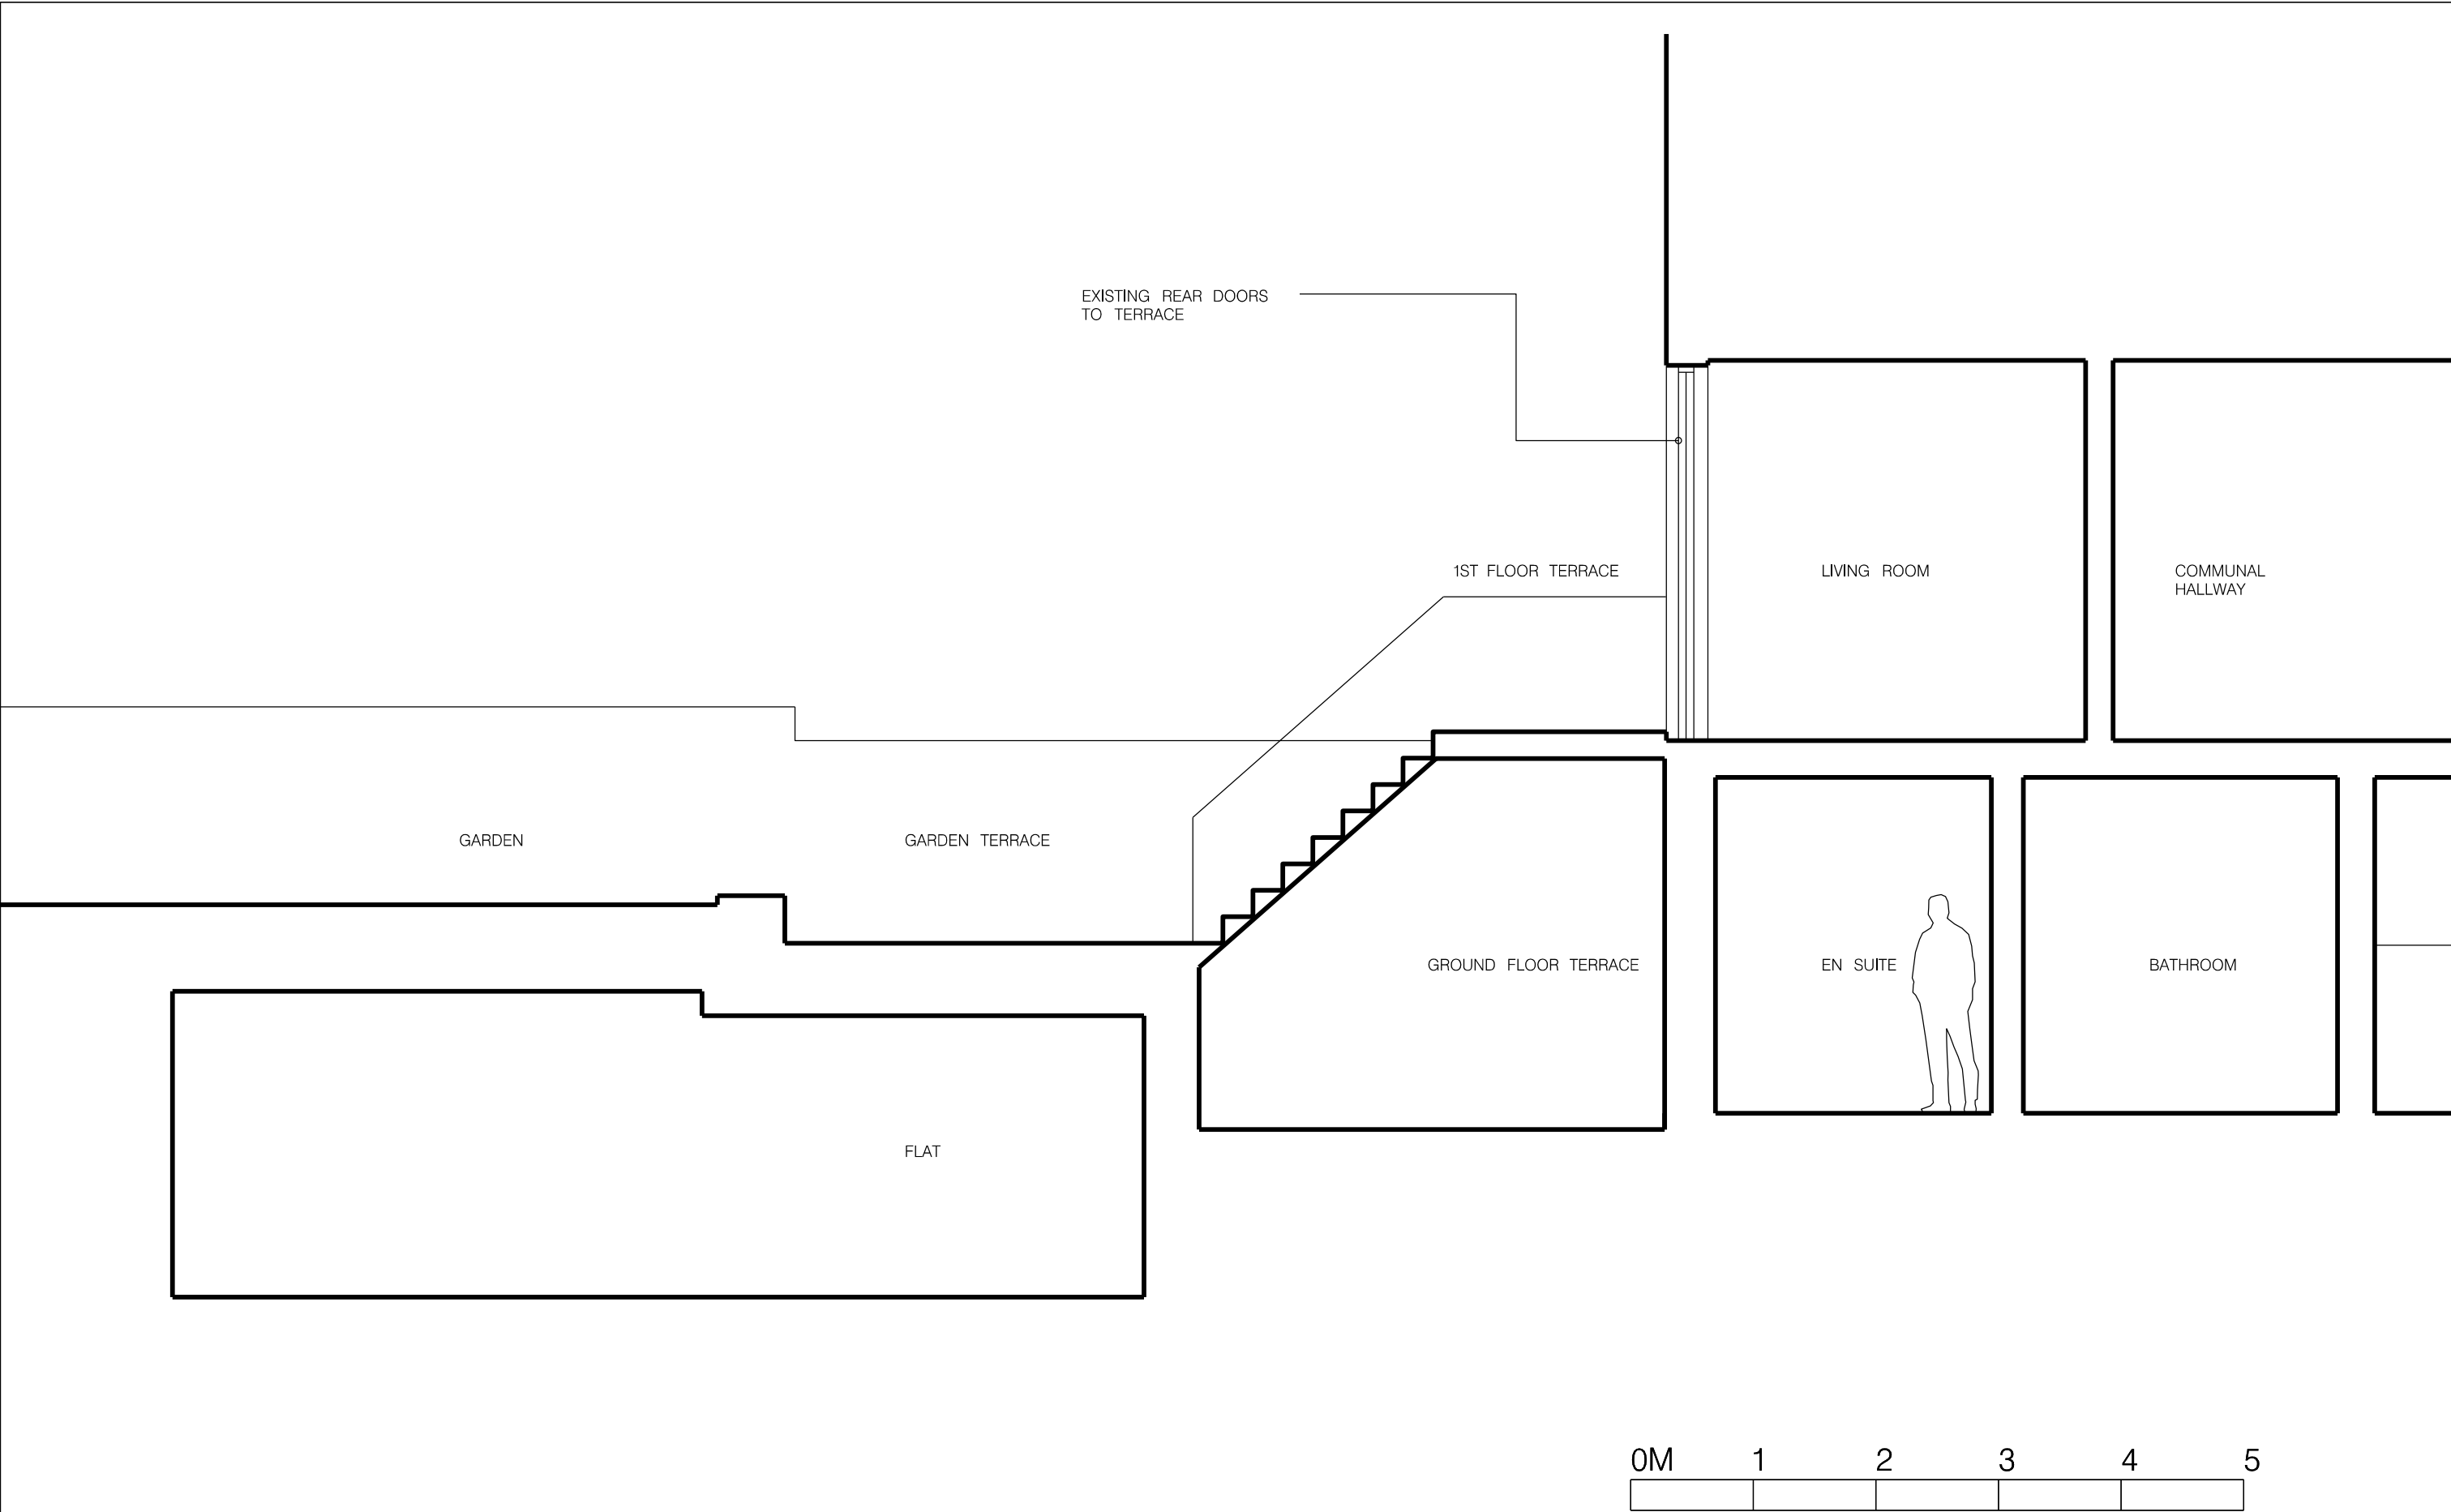 EXISTING REAR DOORS
TO TERRACE
1ST FLOOR TERRACE
LIVING ROOM
COMMUNAL
HALLWAY
GARDEN
GARDEN TERRACE
GROUND FLOOR TERRACE
EN SUITE
BATHROOM
FLAT
0M 1 2 3 4 5